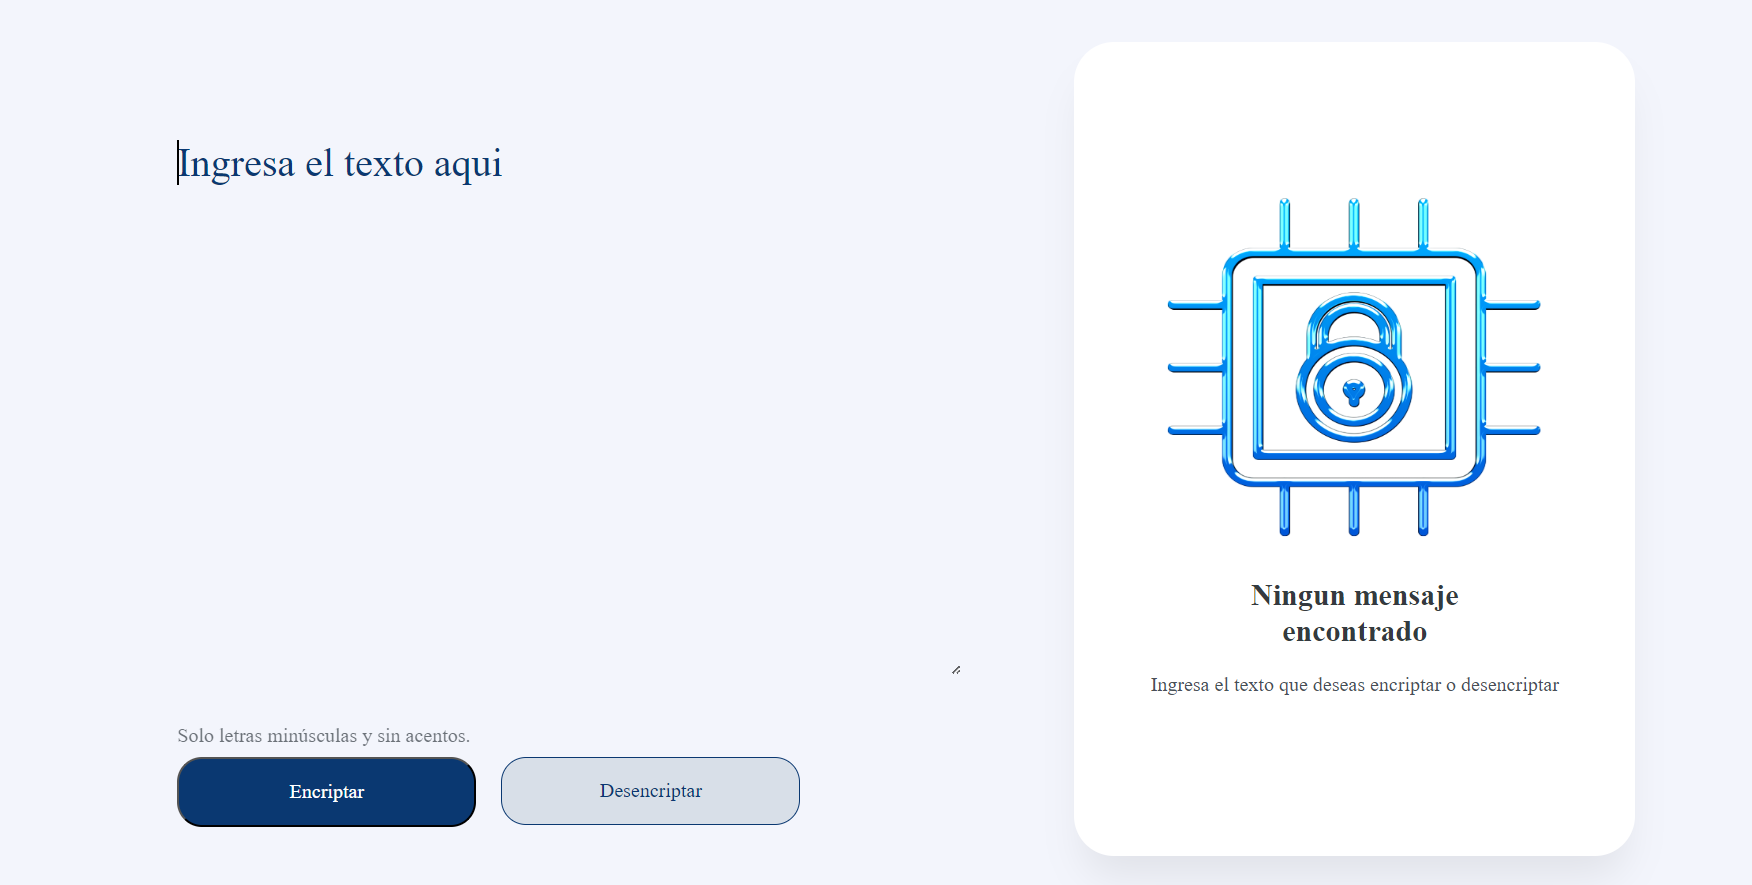 Ingresa el texto aqui
Solo letras minúsculas y sin acentos.
Encriptar
Desencriptar
Ningun mensaje
encontrado
Ingresa el texto que deseas encriptar o desencriptar